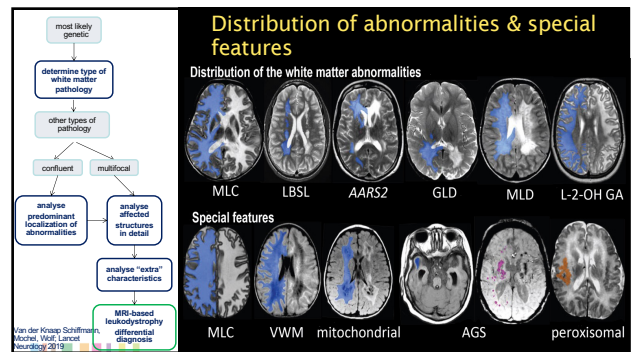 most likely
genetic
determine type of
white matter
pathology
other types of
pathology
confluent
multifocal
analyse
predominant
localization of
abnormalities
analyse
affected
structures
in detail
analyse “extra”
characteristics
MRI-based
leukodystrophy
differential
diagnosis
Van der Knaap Schiffmann,
Mochel, Wolf; Lancet
Neurology 2019
Distribution of abnormalities & special
features
Distribution of the white matter abnormalities
MLC LBSL AARS2 GLD MLD L-2-OH GA
Special features
MLC VWM mitochondrial AGS peroxisomal